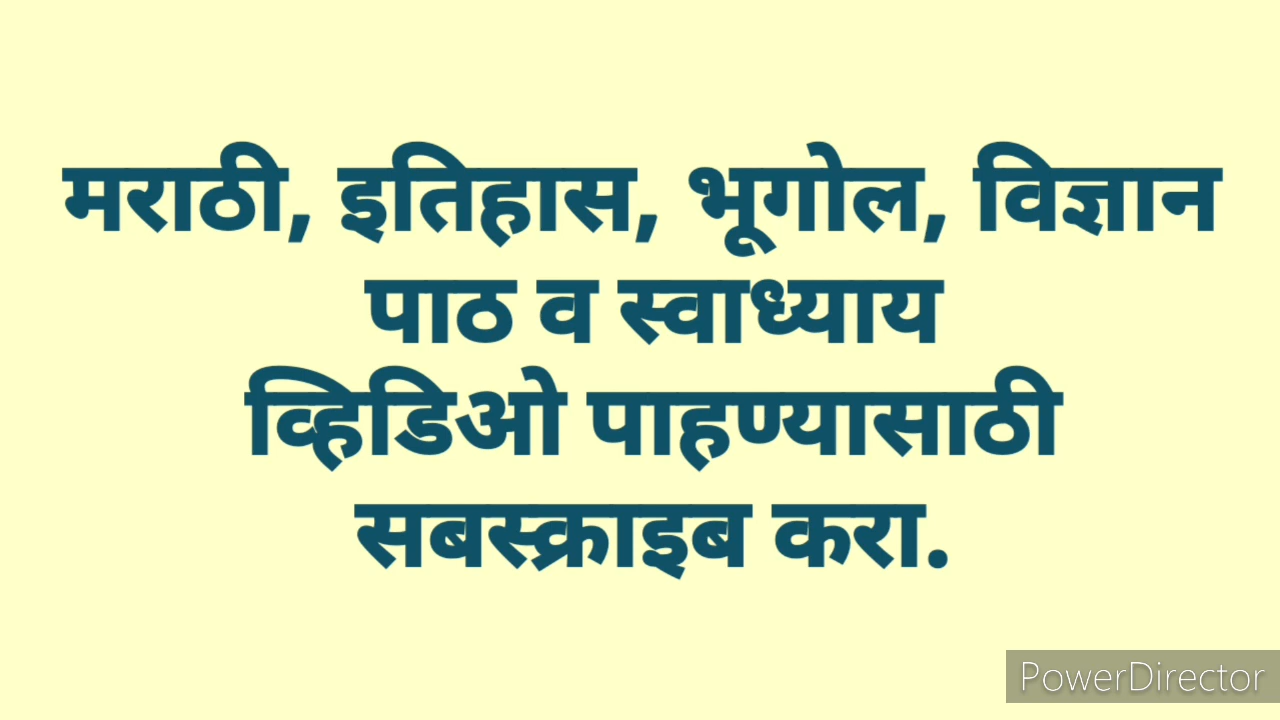 मराठी, इतिहास, भूगोल, विज्ञान
पाठ व स्वाध्याय
व्हिडिओ पाहण्यासाठी
सबस्क्राइब करा.
PowerDirector